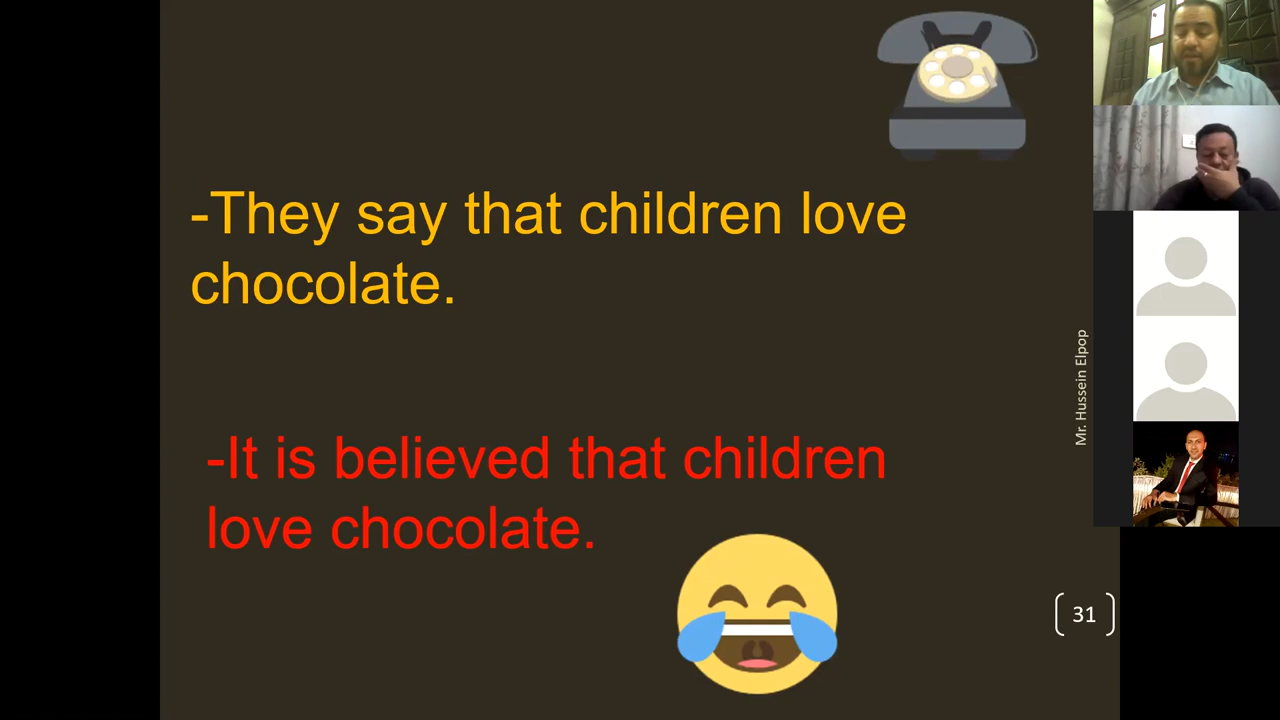 -They say that children love
chocolate.
-It is believed that children
love chocolate.
Mr. Hussein Elpop
31